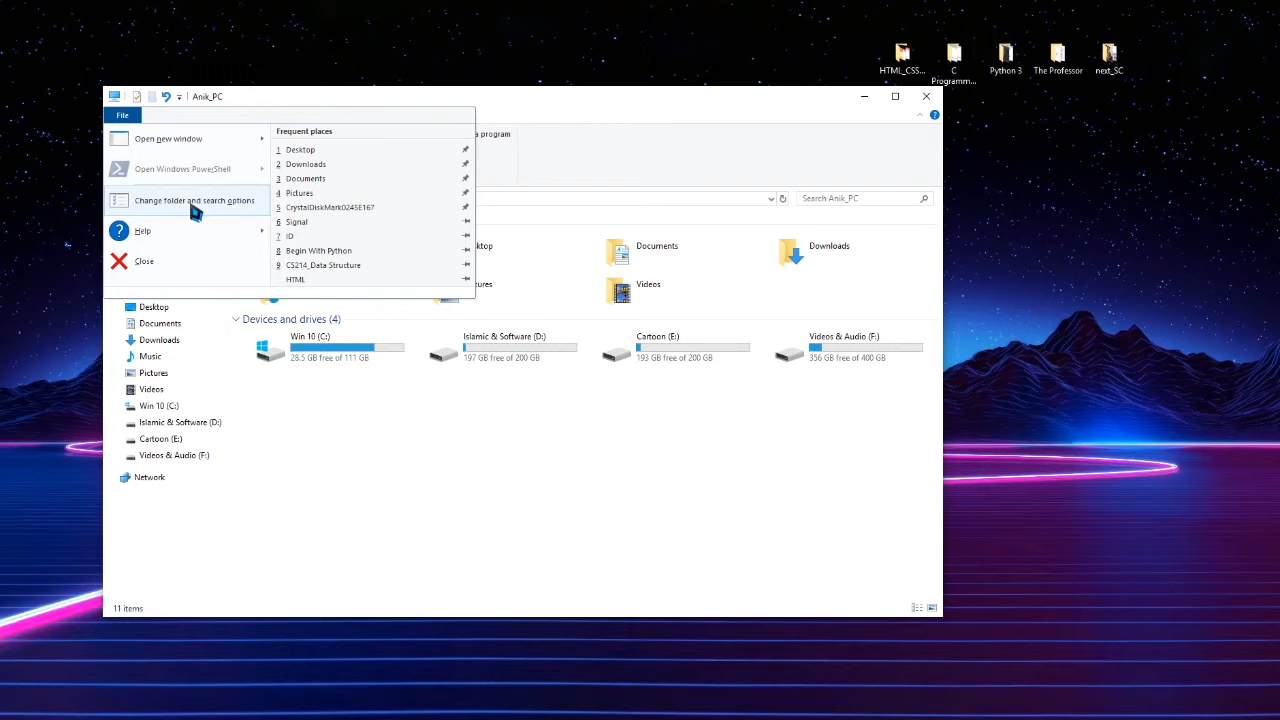 HTML_CSS...
C
Programm...
Python 3
The Professor
next_SC
Anik_PC
File
Open new window
Open Windows PowerShell
Change folder and search options
Help
Close
Frequent places
1 Desktop
2 Downloads
3 Documents
4 Pictures
5 CrystalDiskMark0245E167
6 Signal
7 ID
8 Begin With Python
9 CS214_Data Structure
HTML
a program
Search Anik_PC
Documents
Downloads
Videos
Devices and drives (4)
Win 10 (C:)
28.5 GB free of 111 GB
Islamic & Software (D:)
197 GB free of 200 GB
Cartoon (E:)
193 GB free of 200 GB
Videos & Audio (F:)
356 GB free of 400 GB
Desktop
Documents
Downloads
Music
Pictures
Videos
Win 10 (C:)
Islamic & Software (D:)
Cartoon (E:)
Videos & Audio (F:)
Network
11 items